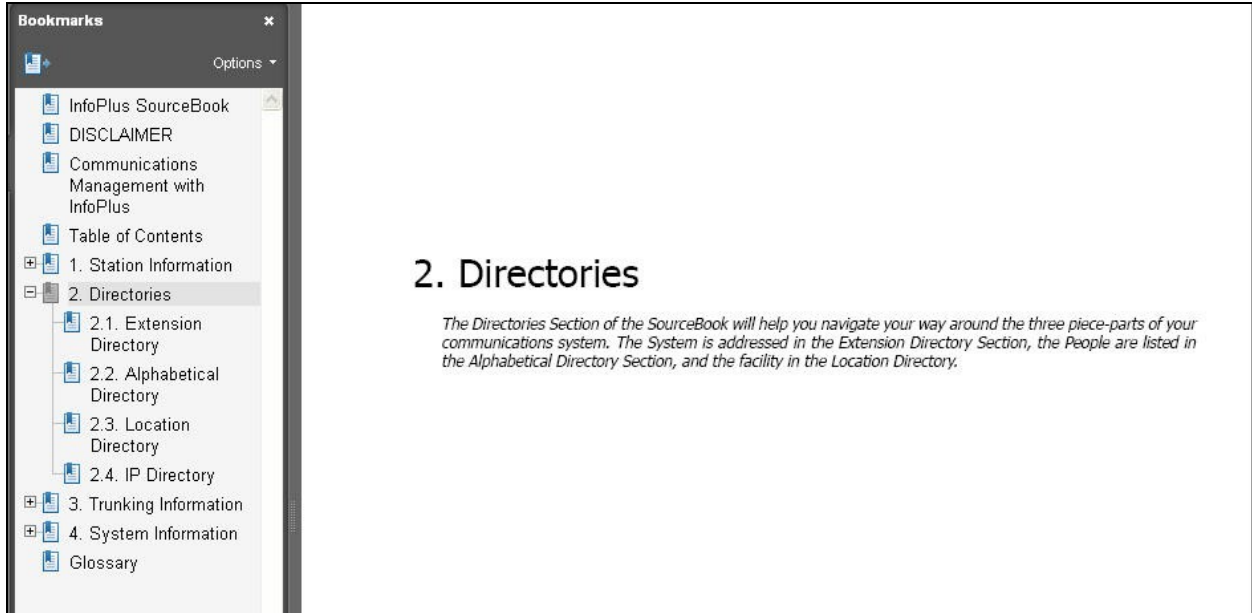 Bookmarks
Options
InfoPlus SourceBook
DISCLAIMER
Communications
Management with
InfoPlus
Table of Contents
1. Station Information
2. Directories
2.1. Extension
Directory
2.2. Alphabetical
Directory
2.3. Location
Directory
2.4. IP Directory
3. Trunking Information
4. System Information
Glossary
2. Directories
The Directories Section of the SourceBook will help you navigate your way around the three piece-parts of your
communications system. The System is addressed in the Extension Directory Section, the People are listed in
the Alphabetical Directory Section, and the facility in the Location Directory.